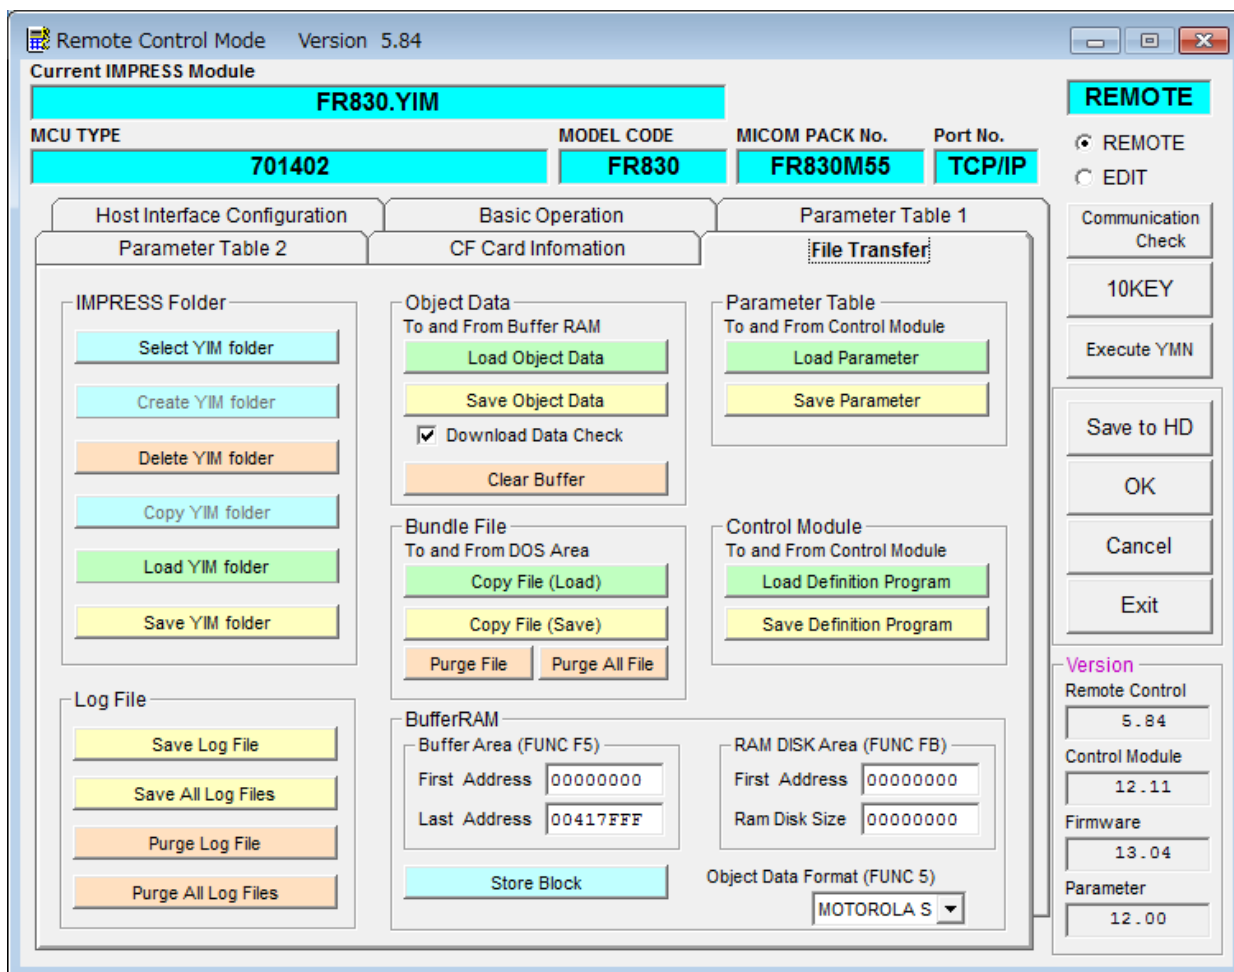 Remote Control Mode Version 5.84
Current IMPRESS Module
FR830.YIM
REMOTE
MCU TYPE
MODEL CODE
MICOM PACK No.
Port No.
701402
FR830
FR830M55
TCP/IP
REMOTE
EDIT
Host Interface Configuration
Basic Operation
Parameter Table 1
Parameter Table 2
CF Card Infomation
File Transfer
Communication
Check
10KEY
Execute YMN
Save to HD
OK
Cancel
Exit
IMPRESS Folder
Select YIM folder
Create YIM folder
Delete YIM folder
Copy YIM folder
Load YIM folder
Save YIM folder
Object Data
To and From Buffer RAM
Load Object Data
Save Object Data
Download Data Check
Clear Buffer
Parameter Table
To and From Control Module
Load Parameter
Save Parameter
Bundle File
To and From DOS Area
Copy File (Load)
Copy File (Save)
Purge File
Purge All File
Control Module
To and From Control Module
Load Definition Program
Save Definition Program
Log File
Save Log File
Save All Log Files
Purge Log File
Purge All Log Files
BufferRAM
Buffer Area (FUNC F5)
First Address 00000000
Last Address 00417FFF
RAM DISK Area (FUNC FB)
First Address 00000000
Ram Disk Size 00000000
Store Block
Object Data Format (FUNC 5)
MOTOROLA S
Version
Remote Control
5.84
Control Module
12.11
Firmware
13.04
Parameter
12.00